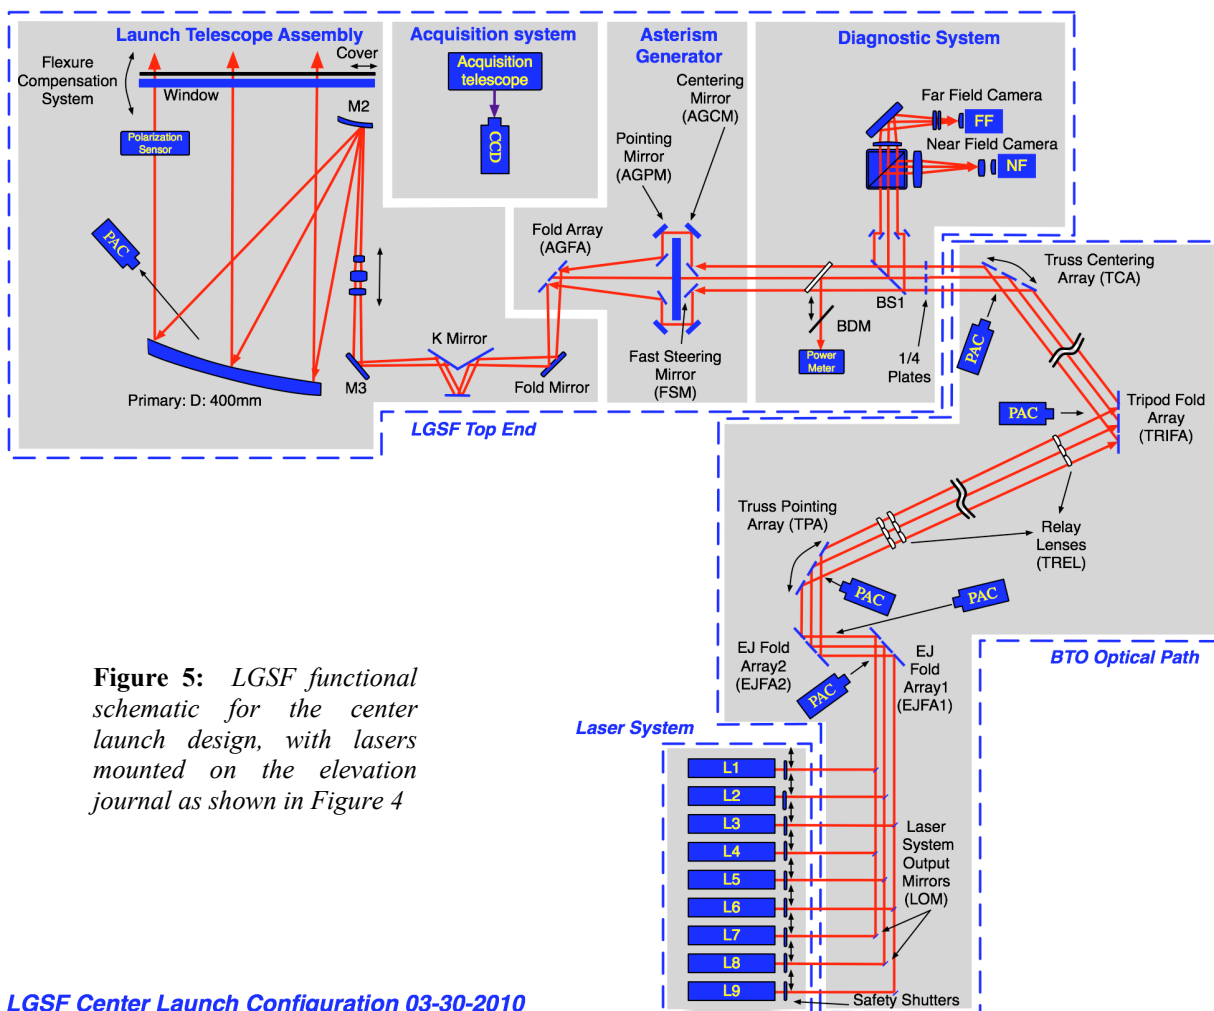 Launch Telescope Assembly
Acquisition system
Asterism
Generator
Diagnostic System
Flexure
Compensation
System
Cover
Window
M2
Polarization
Sensor
PAC
Primary: D: 400mm
M3
K Mirror
Fold Mirror
Acquisition
telescope
CCD
Centering
Mirror
(AGCM)
Pointing
Mirror
(AGPM)
Fold Array
(AGFA)
Fast Steering
Mirror
(FSM)
Far Field Camera
FF
Near Field Camera
NF
BS1
BDM
Power
Meter
1/4
Plates
Truss Centering
Array (TCA)
PAC
PAC
Tripod Fold
Array
(TRIFA)
LGSF Top End
Truss Pointing
Array (TPA)
Relay
Lenses
(TREL)
PAC
PAC
EJ Fold
Array2
(EJFA2)
PAC
EJ
Fold
Array1
(EJFA1)
BTO Optical Path
Laser System
L1
L2
L3
L4
L5
L6
L7
L8
L9
Laser
System
Output
Mirrors
(LOM)
Safety Shutters
Figure 5: LGSF functional
schematic for the center
launch design, with lasers
mounted on the elevation
journal as shown in Figure 4
LGSF Center Launch Configuration 03-30-2010